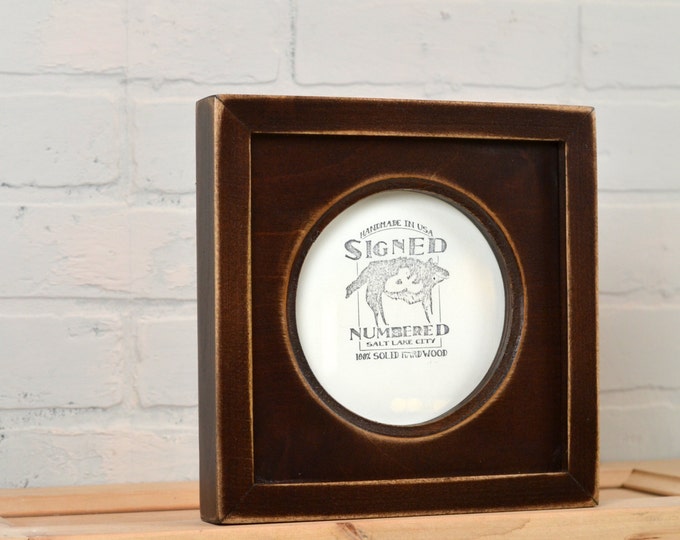 HANDMADE IN USA
SIGNED
&
NUMBERED
SALT LAKE CITY
100% SOLID HARDWOOD